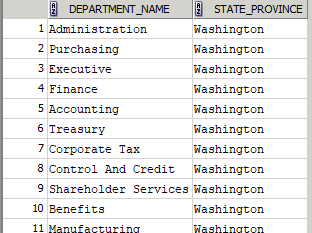 DEPARTMENT_NAME STATE_PROVINCE
1 Administration Washington
2 Purchasing Washington
3 Executive Washington
4 Finance Washington
5 Accounting Washington
6 Treasury Washington
7 Corporate Tax Washington
8 Control And Credit Washington
9 Shareholder Services Washington
10 Benefits Washington
11 Manufacturing Washington